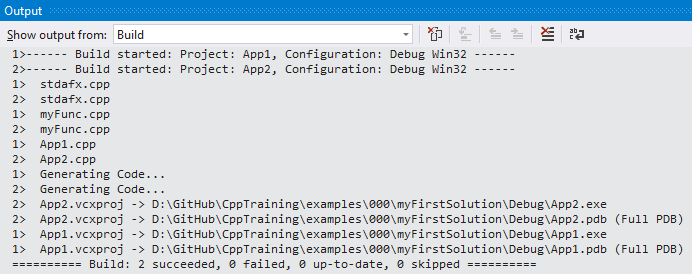 Output
Show output from: Build
1>------ Build started: Project: App1, Configuration: Debug Win32 ------
2>------ Build started: Project: App2, Configuration: Debug Win32 ------
1>  stdafx.cpp
2>  stdafx.cpp
1>  myFunc.cpp
2>  myFunc.cpp
1>  App1.cpp
2>  App2.cpp
1>  Generating Code...
2>  Generating Code...
2>  App2.vcxproj -> D:\GitHub\CppTraining\examples\000\myFirstSolution\Debug\App2.exe
2>  App2.vcxproj -> D:\GitHub\CppTraining\examples\000\myFirstSolution\Debug\App2.pdb (Full PDB)
1>  App1.vcxproj -> D:\GitHub\CppTraining\examples\000\myFirstSolution\Debug\App1.exe
1>  App1.vcxproj -> D:\GitHub\CppTraining\examples\000\myFirstSolution\Debug\App1.pdb (Full PDB)
========== Build: 2 succeeded, 0 failed, 0 up-to-date, 0 skipped ==========